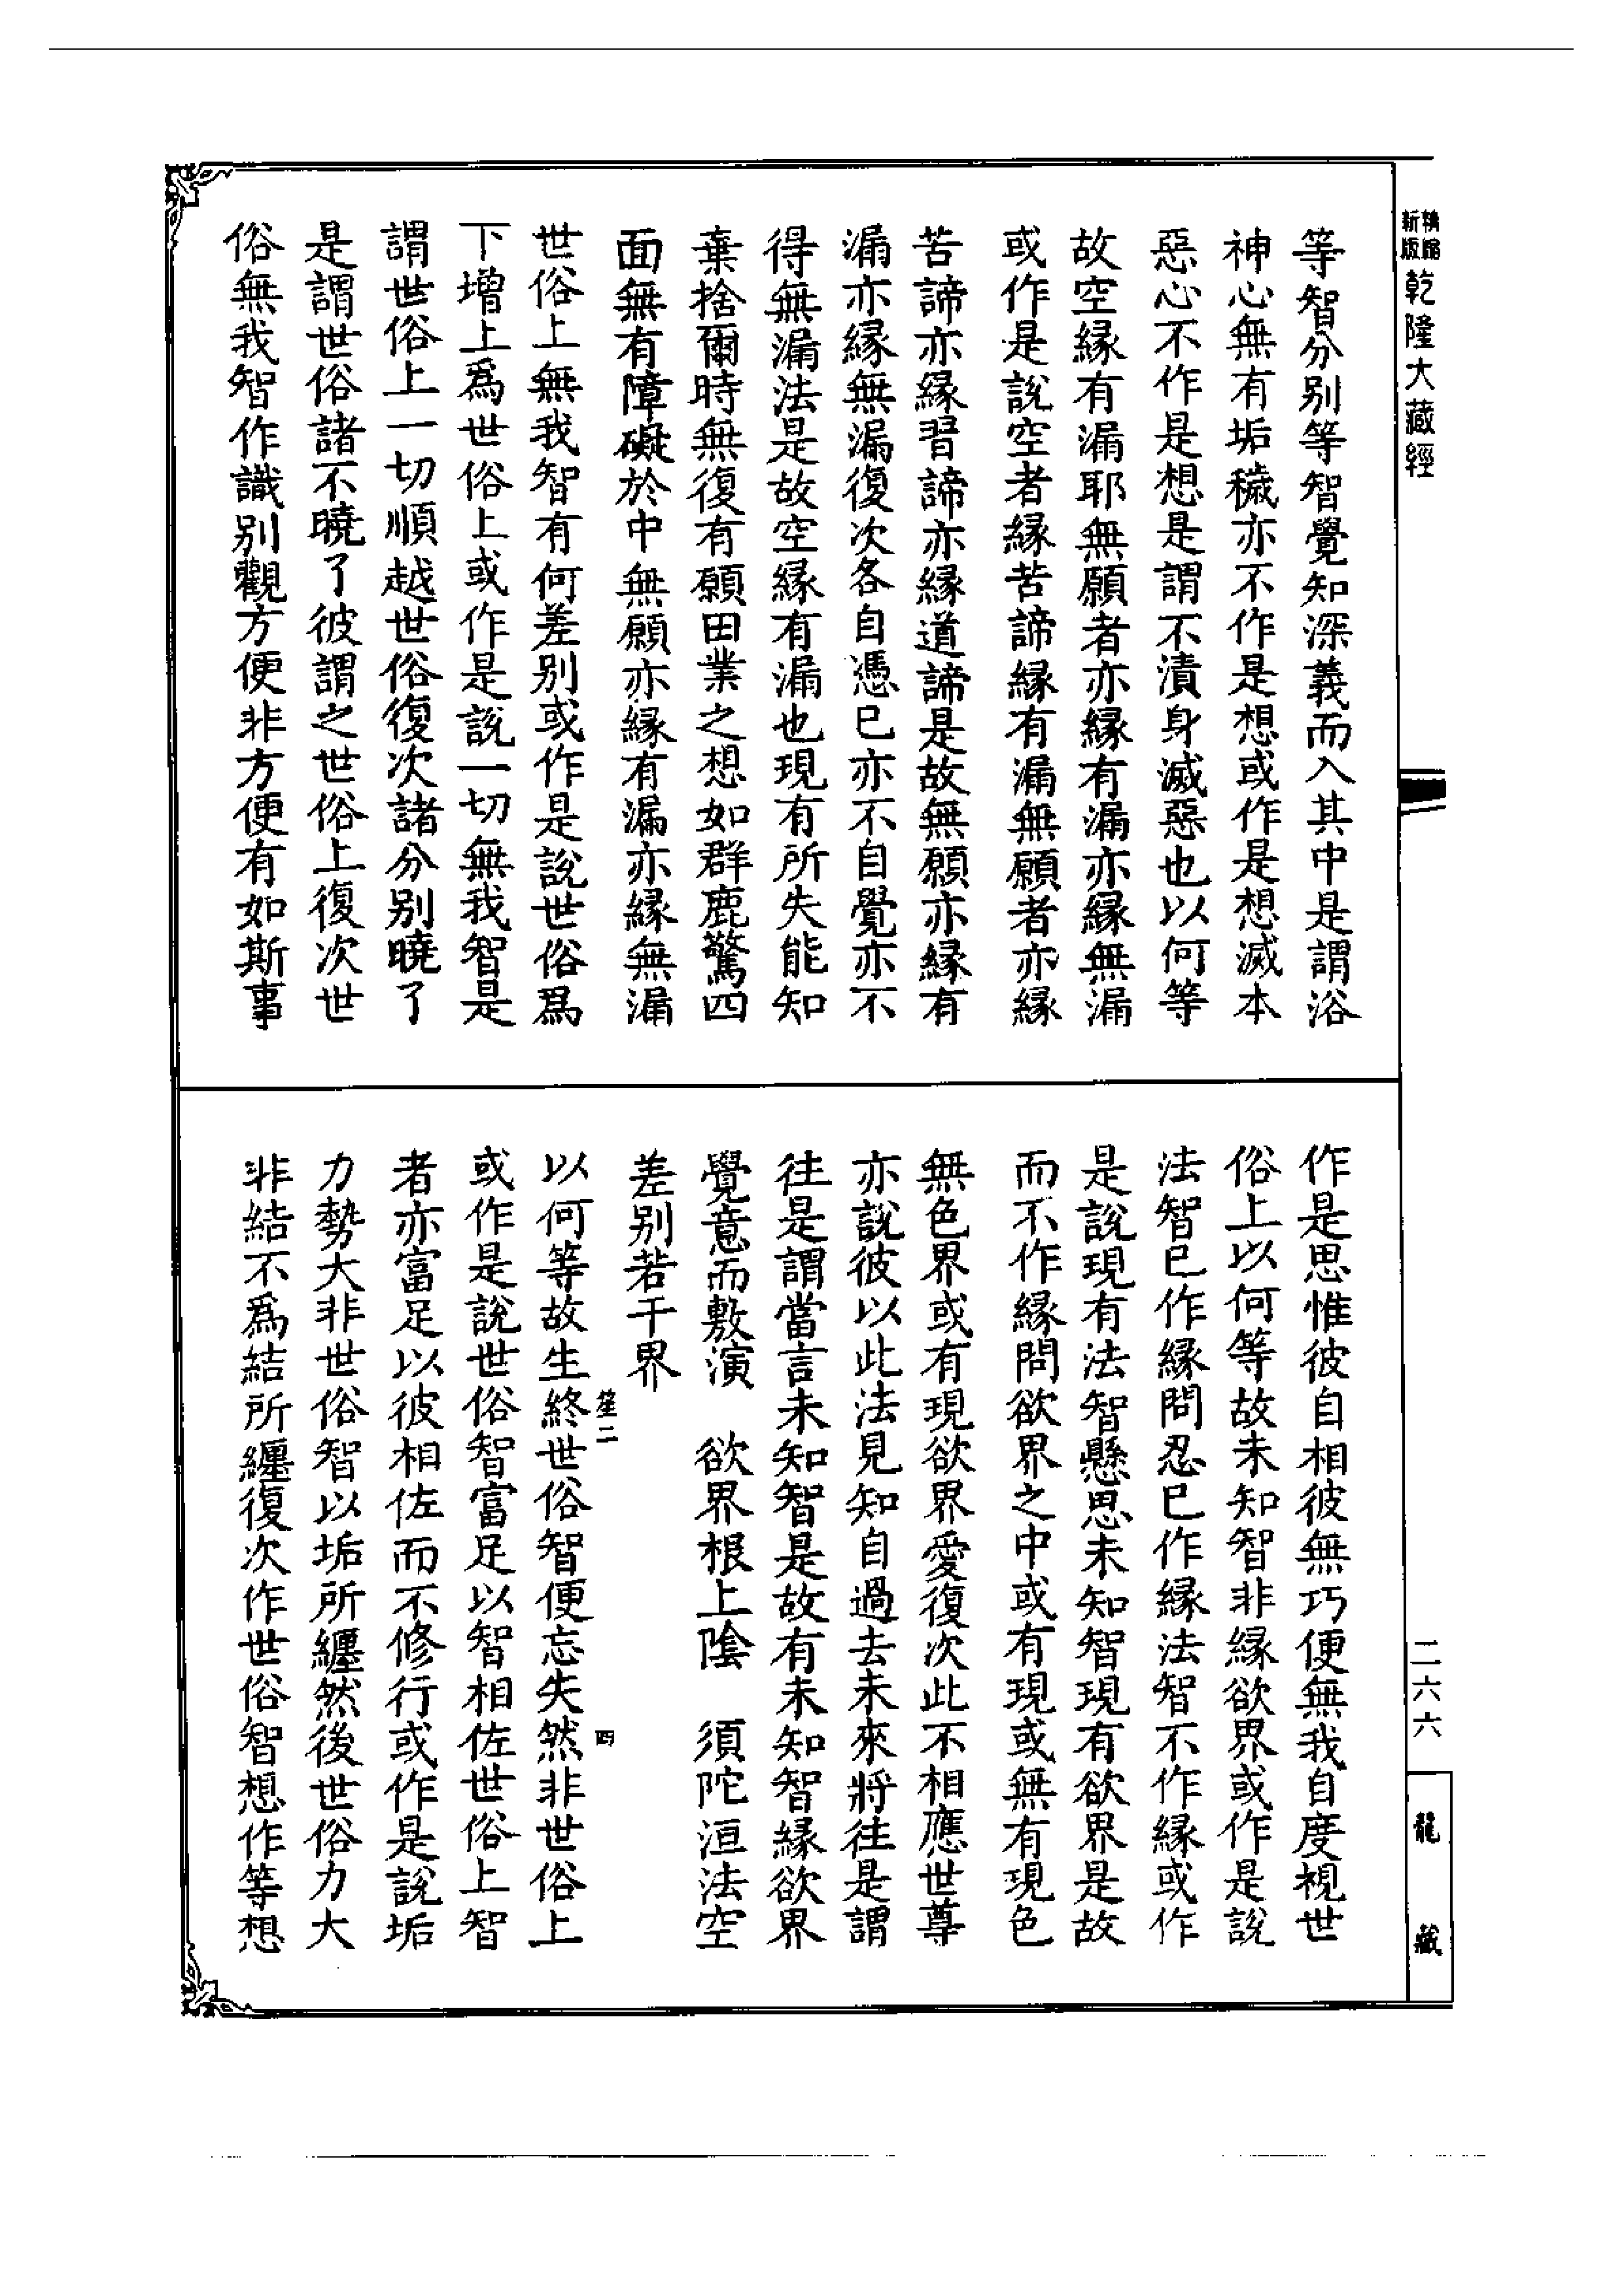 精縮新版乾隆大藏經
等智分别等智覺知深義而入其中是謂浴
神心無有垢穢亦不作是想或作是想滅本
惡心不作是想是謂不漬身滅惡也以何等
故空緣有漏耶無願者亦緣有漏亦緣無漏
或作是說空者緣苦諦緣有漏無願者亦緣
苦諦亦緣習諦亦緣道諦是故無願亦緣有
漏亦緣無漏復次各自憑已亦不自覺亦不
得無漏法是故空緣有漏也現有所失能知
棄捨爾時無復有願田業之想如群鹿驚四
面無有障礙於中無願亦緣有漏亦緣無漏
世俗上無我智有何差别或作是說世俗爲
下增上爲世俗上或作是說一切無我智是
謂世俗上一切順越世俗復次諸分别曉了
是謂世俗諸不曉了彼謂之世俗上復次世
俗無我智作識别觀方便非方便有如斯事
作是思惟彼自相彼無巧便無我自度視世
俗上以何等故未知智非緣欲界或作是說
法智已作緣問忍已作緣法智不作緣或作
是說現有法智懸思未知智現有欲界是故
而不作緣問欲界之中或有現或無有現色
無色界或有現欲界愛復次此不相應世尊
亦說彼以此法見知自過去未來將往是謂
往是謂當言未知智是故有未知智緣欲界
覺意而敷演　欲界根上陰　須陀洹法空
差别若干界
以何等故生終世俗智便忘失然非世俗上
或作是說世俗智富足以智相佐世俗上智
者亦富足以彼相佐而不修行或作是說垢
力勢大非世俗智以垢所纏然後世俗力大
非結不爲結所纏復次作世俗智想作等想
笙二
四
二六六
龍藏